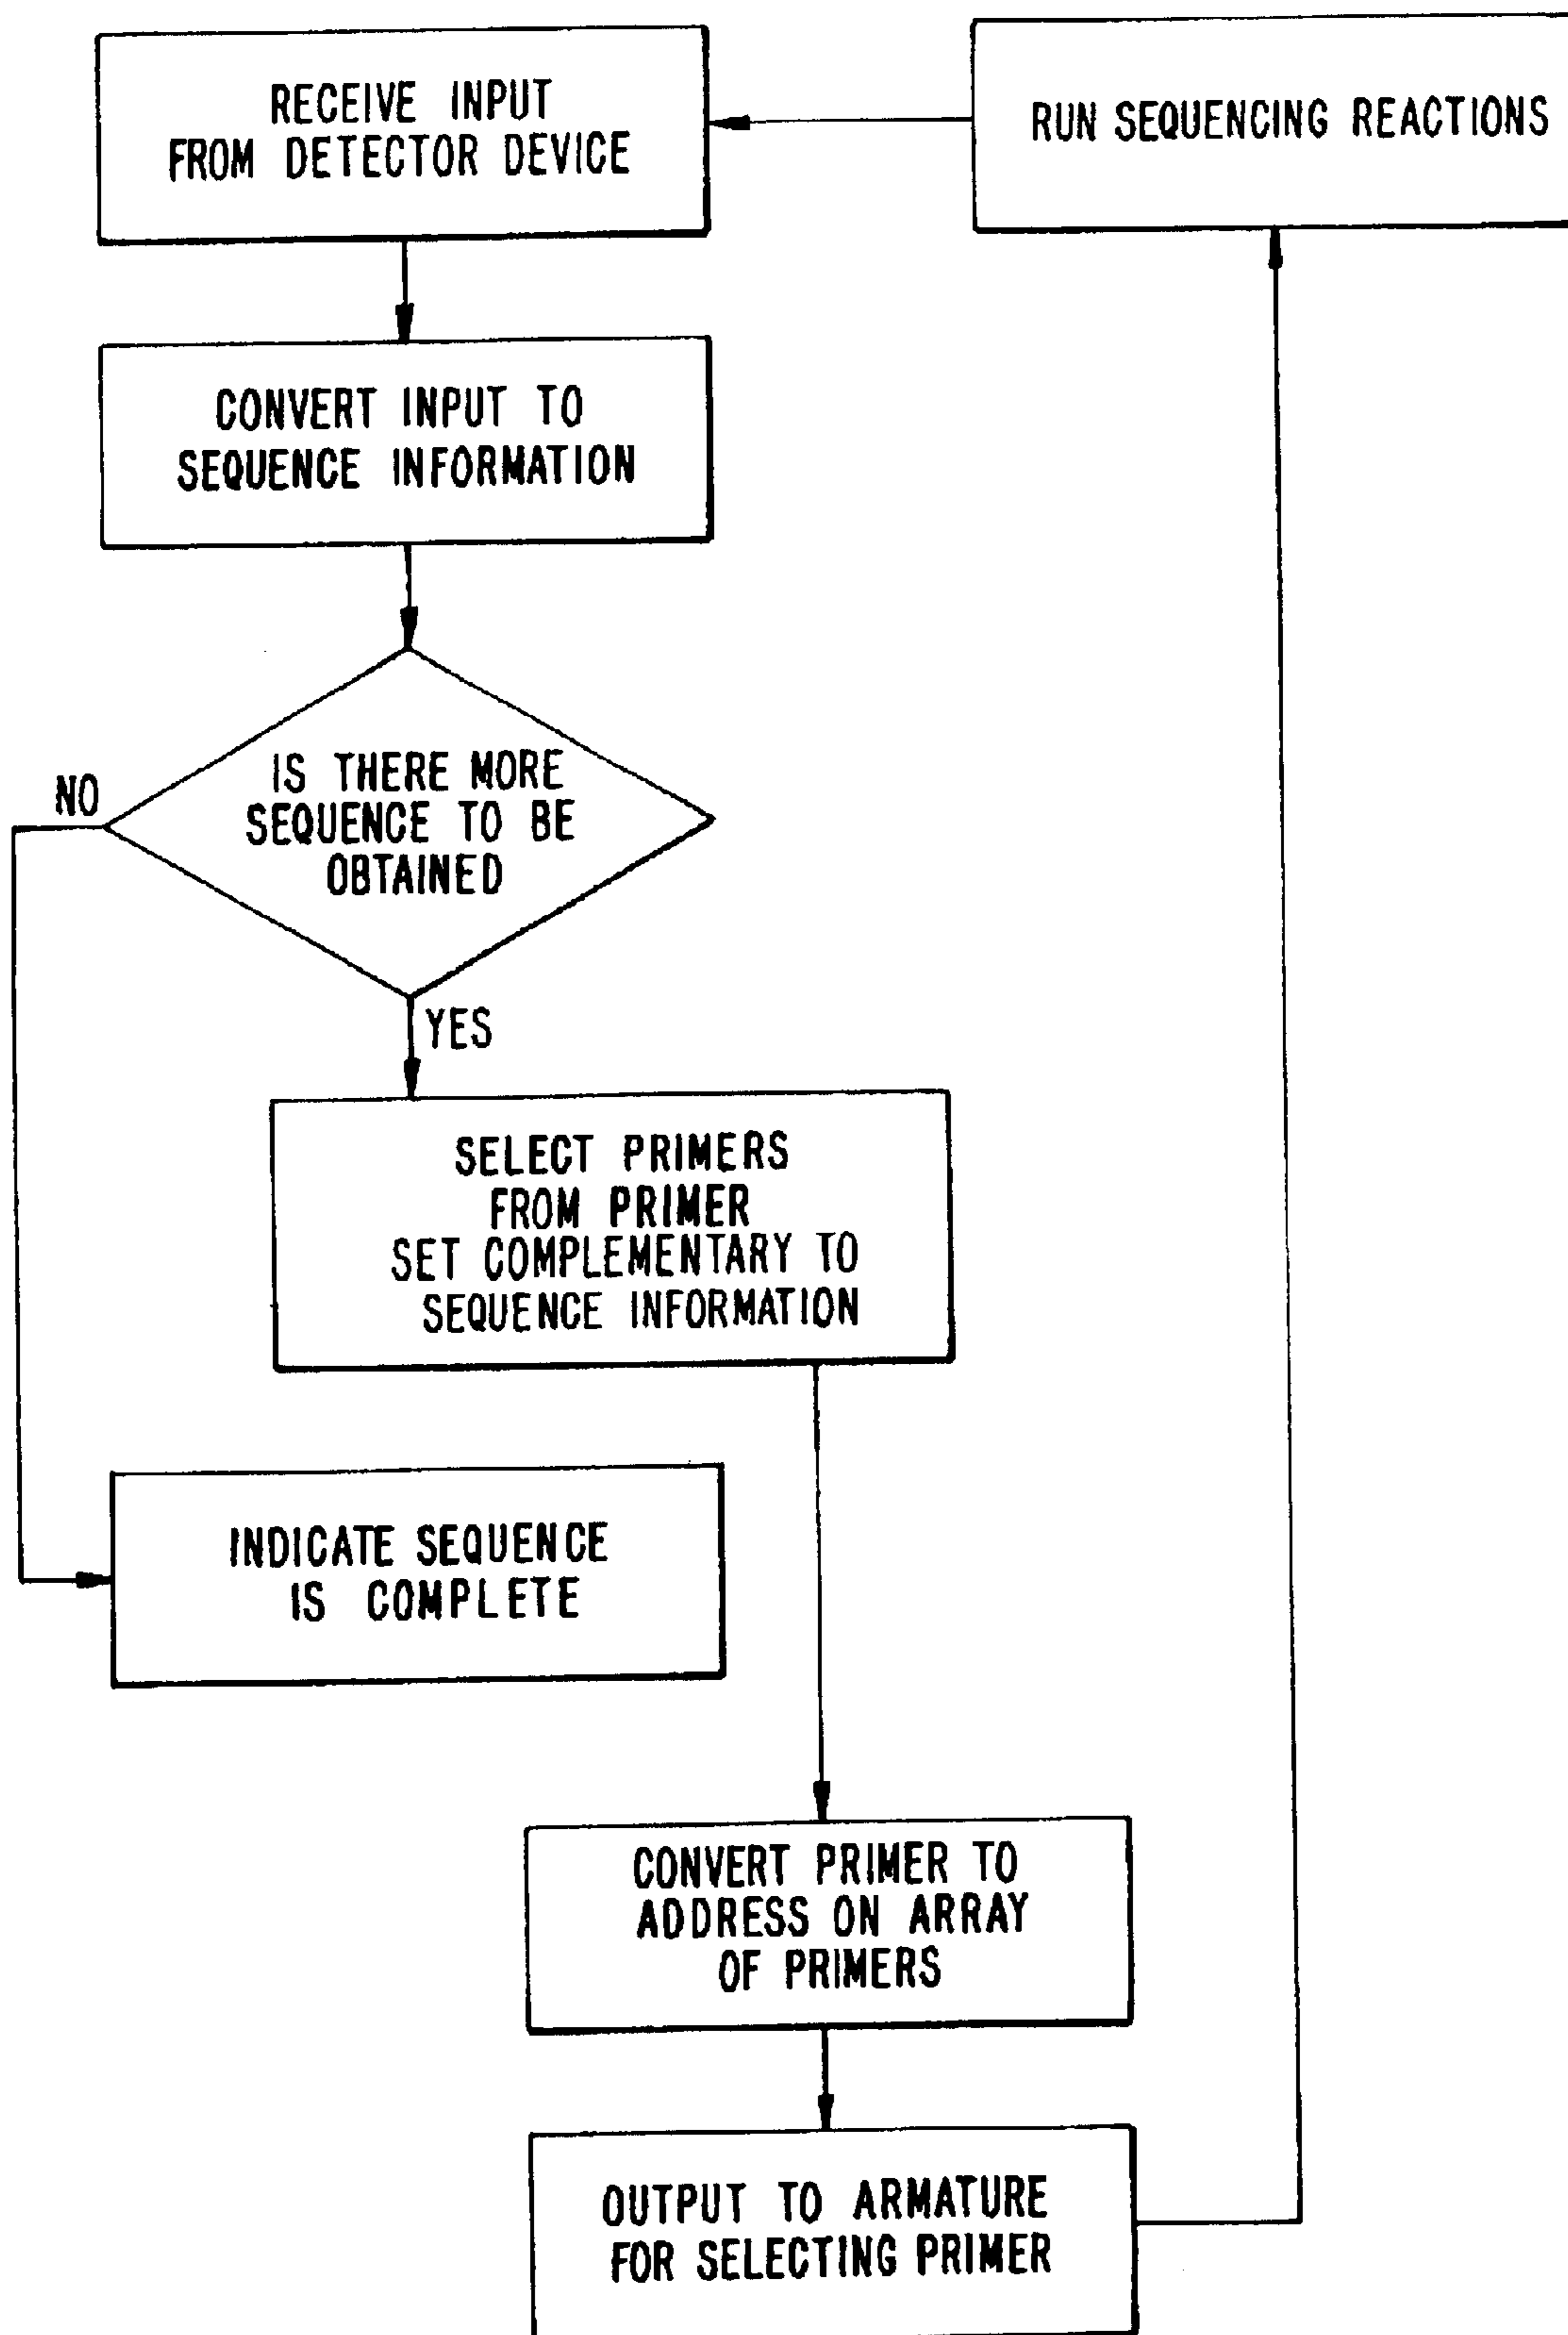 RECEIVE INPUT
FROM DETECTOR DEVICE
RUN SEQUENCING REACTIONS
CONVERT INPUT TO
SEQUENCE INFORMATION
IS THERE MORE
SEQUENCE TO BE
OBTAINED
NO
YES
SELECT PRIMERS
FROM PRIMER
SET COMPLEMENTARY TO
SEQUENCE INFORMATION
INDICATE SEQUENCE
IS COMPLETE
CONVERT PRIMER TO
ADDRESS ON ARRAY
OF PRIMERS
OUTPUT TO ARMATURE
FOR SELECTING PRIMER